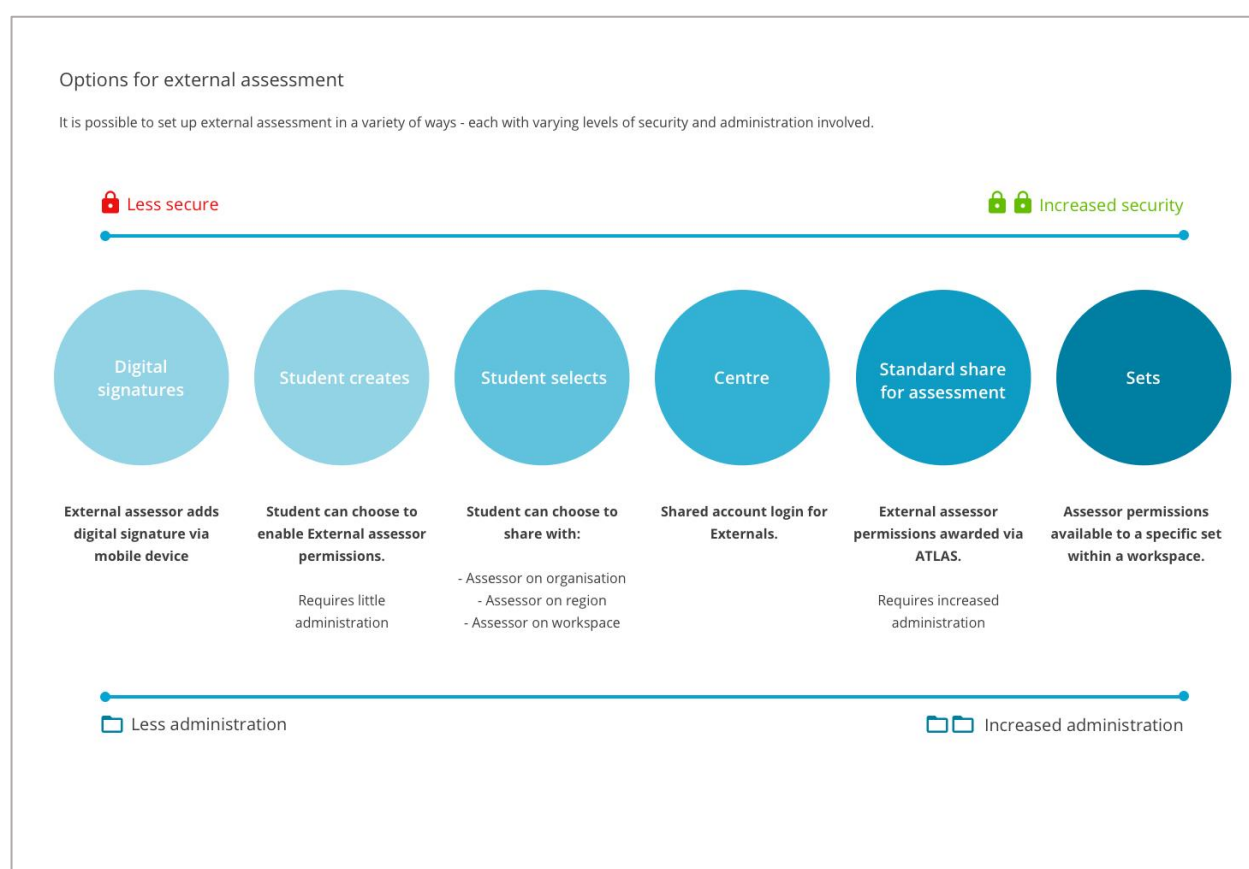 Options for external assessment
It is possible to set up external assessment in a variety of ways - each with varying levels of security and administration involved.
Less secure
Increased security
Digital
signatures
Student creates
Student selects
Centre
Standard share
for assessment
Sets
External assessor adds
digital signature via
mobile device
Student can choose to
enable External assessor
permissions.
Requires little
administration
Student can choose to
share with:
- Assessor on organisation
- Assessor on region
- Assessor on workspace
Shared account login for
Externals.
External assessor
permissions awarded via
ATLAS.
Requires increased
administration
Assessor permissions
available to a specific set
within a workspace.
Less administration
Increased administration